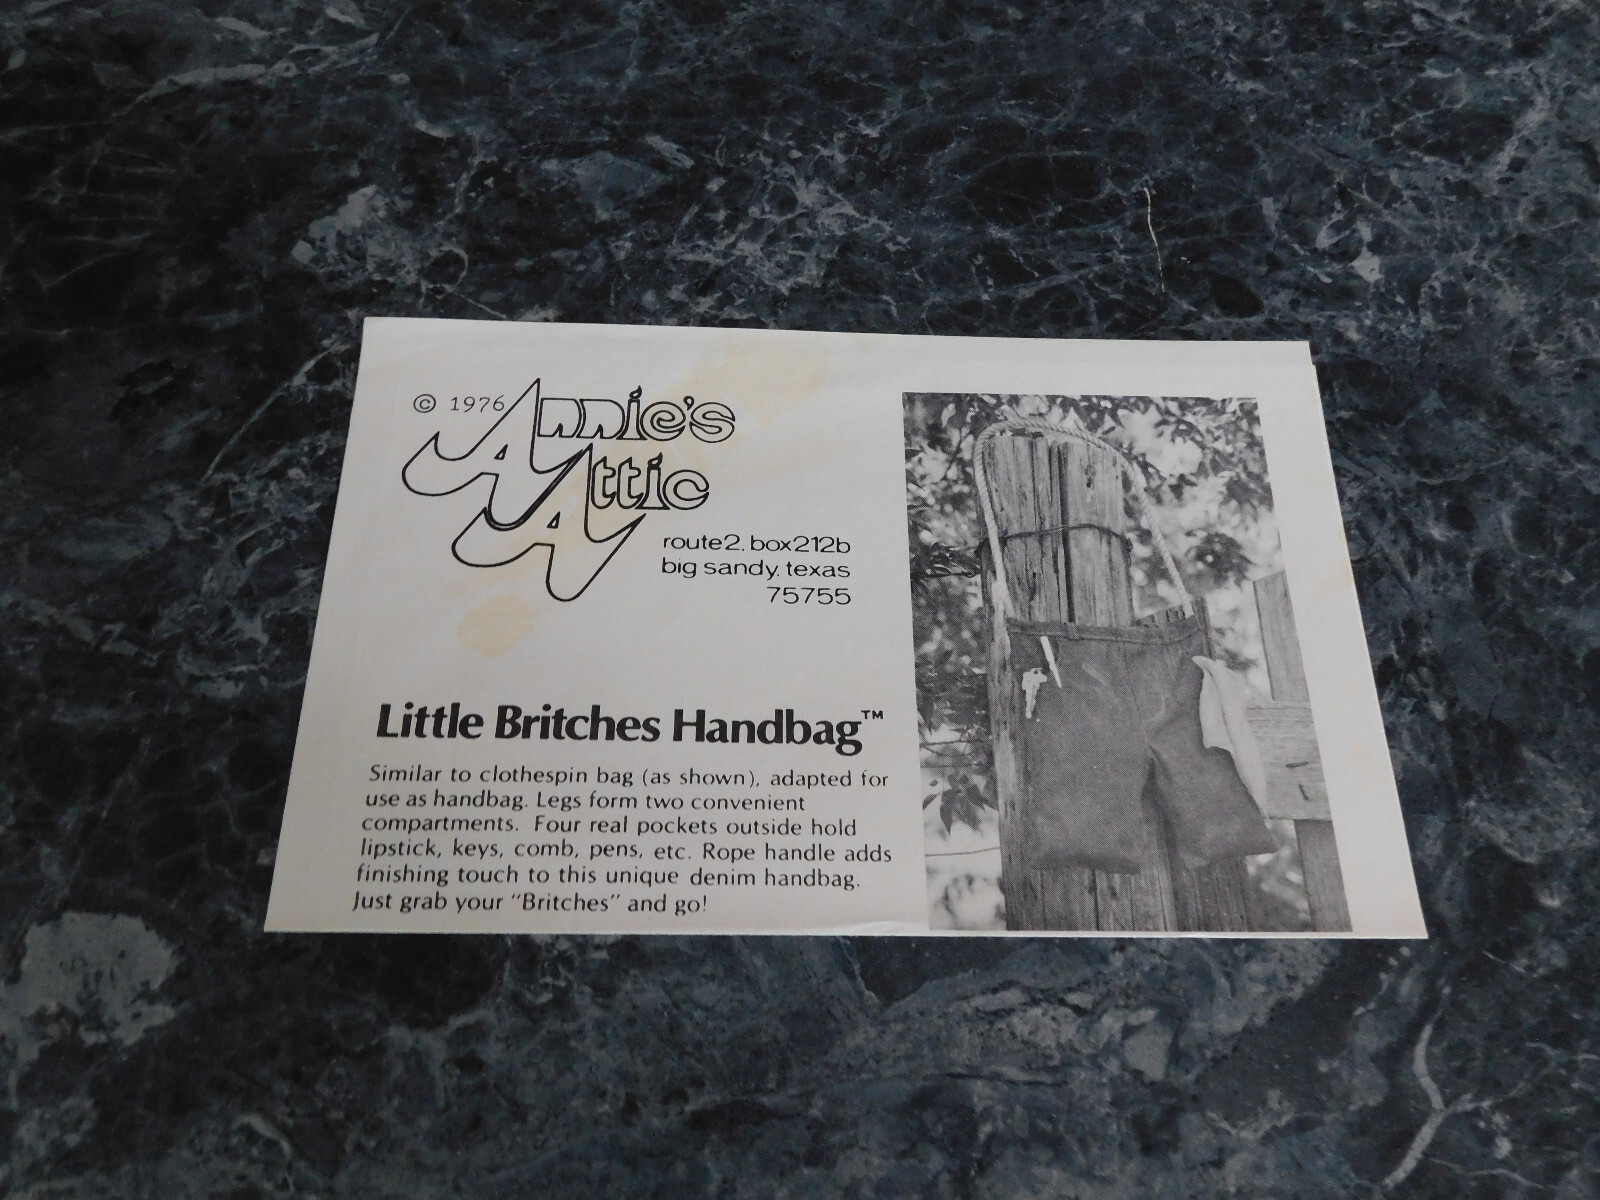 © 1976 Annie's
Attic
route2. box212b
big sandy. texas
75755
Little Britches Handbag™
Similar to clothespin bag (as shown), adapted for
use as handbag. Legs form two convenient
compartments. Four real pockets outside hold
lipstick, keys, comb, pens, etc. Rope handle adds
finishing touch to this unique denim handbag.
Just grab your "Britches" and go!